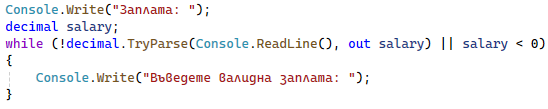 Console.Write("Заплата: ");
decimal salary;
while (!decimal.TryParse(Console.ReadLine(), out salary) || salary < 0)
{
    Console.Write("Въведете валидна заплата: ");
}